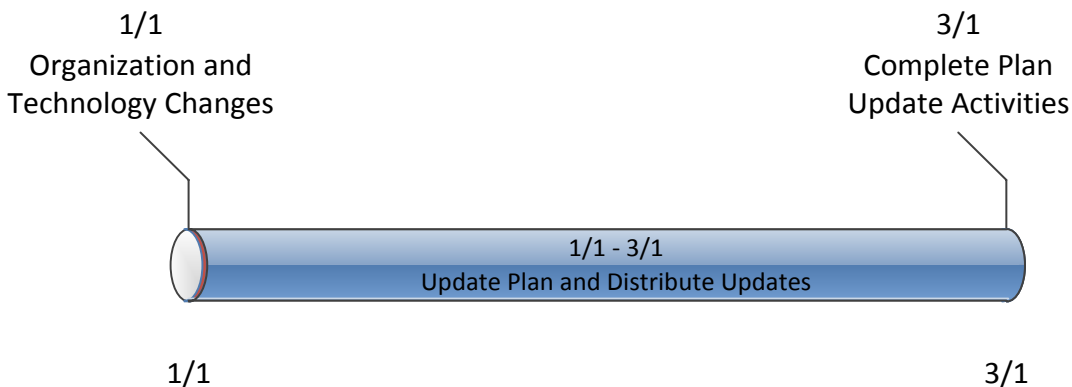 1/1
Organization and
Technology Changes
3/1
Complete Plan
Update Activities
1/1 - 3/1
Update Plan and Distribute Updates
1/1
3/1